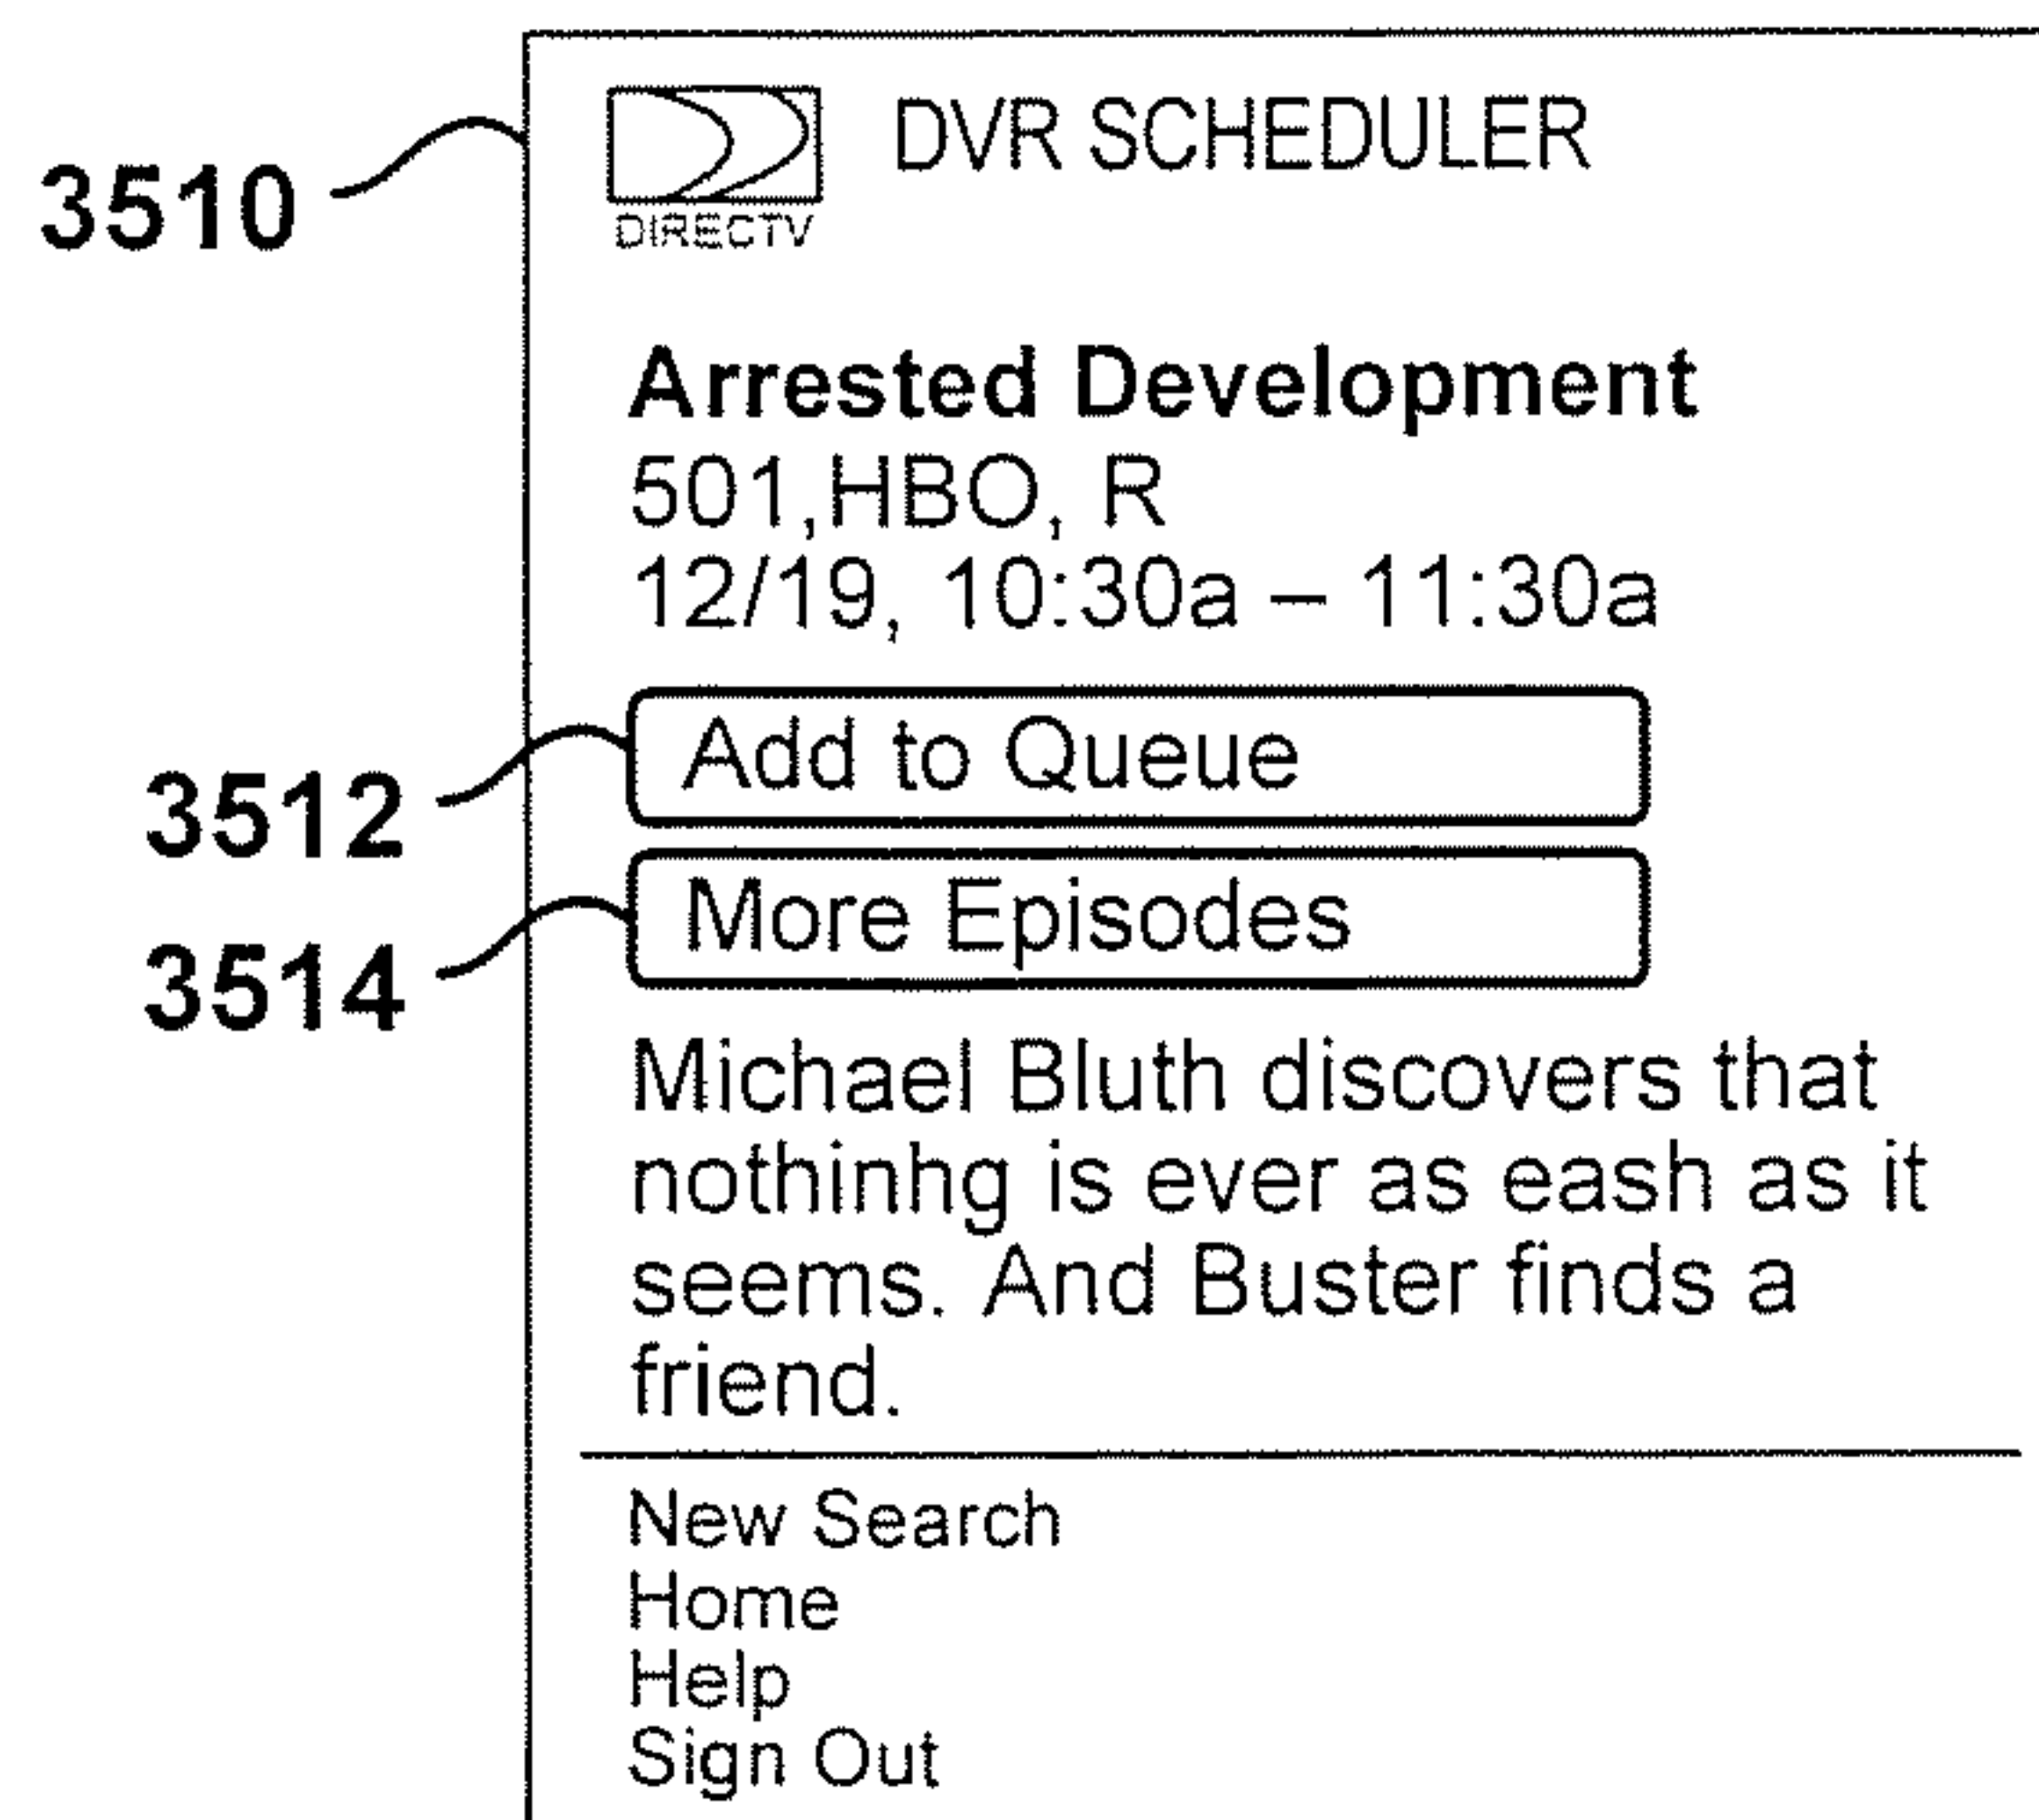 3510
DIRECTV
DVR SCHEDULER
Arrested Development
501,HBO, R
12/19, 10:30a – 11:30a
3512
Add to Queue
3514
More Episodes
Michael Bluth discovers that
nothinhg is ever as eash as it
seems. And Buster finds a
friend.
New Search
Home
Help
Sign Out